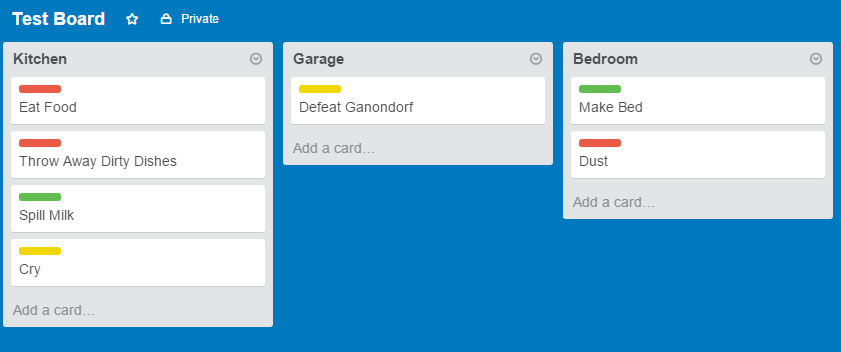 Test Board Private
Kitchen
Eat Food
Throw Away Dirty Dishes
Spill Milk
Cry
Add a card…
Garage
Defeat Ganondorf
Add a card…
Bedroom
Make Bed
Dust
Add a card…